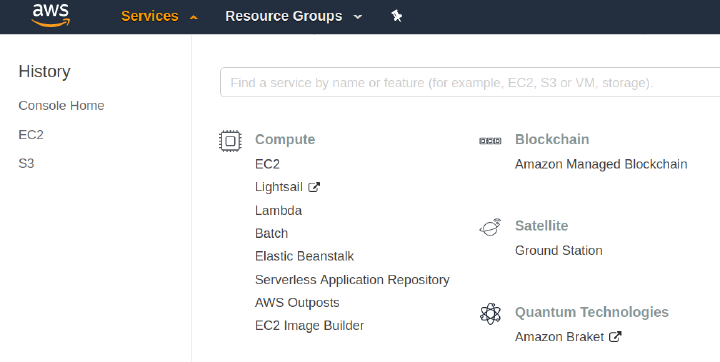 aws
Services
Resource Groups
History
Console Home
EC2
S3
Find a service by name or feature (for example, EC2, S3 or VM, storage).
Compute
EC2
Lightsail
Lambda
Batch
Elastic Beanstalk
Serverless Application Repository
AWS Outposts
EC2 Image Builder
Blockchain
Amazon Managed Blockchain
Satellite
Ground Station
Quantum Technologies
Amazon Braket